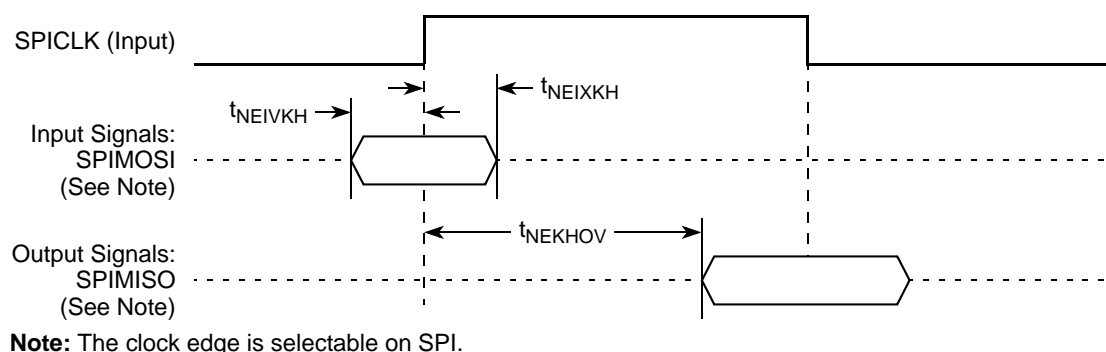 SPICLK (Input)
tNEIXKH
tNEIVKH
Input Signals:
SPIMOSI
(See Note)
tNEKHOV
Output Signals:
SPIMISO
(See Note)
Note: The clock edge is selectable on SPI.